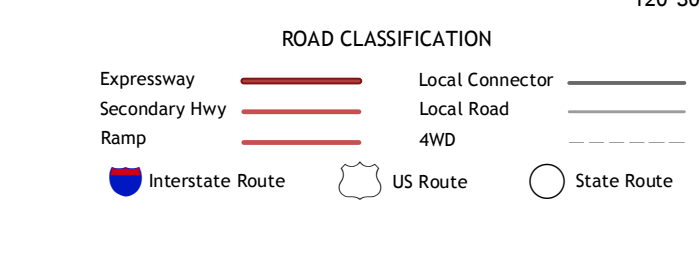 ROAD CLASSIFICATION
Expressway
Local Connector
Secondary Hwy
Local Road
Ramp
4WD
Interstate Route
US Route
State Route